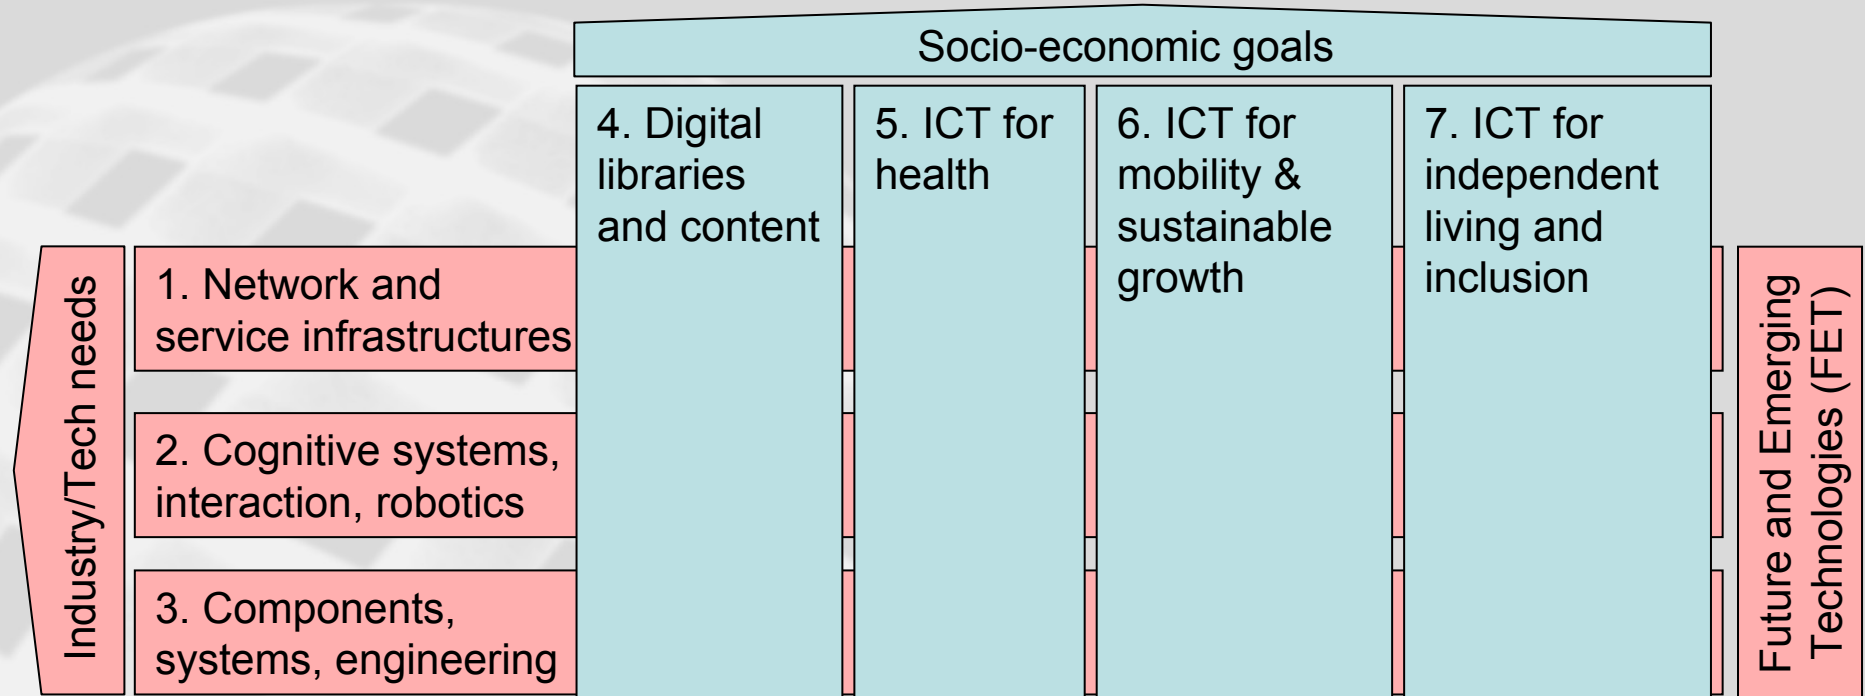 Socio-economic goals
4. Digital
libraries
and content
5. ICT for
health
6. ICT for
mobility &
sustainable
growth
7. ICT for
independent
living and
inclusion
Industry/Tech needs
1. Network and
service infrastructures
2. Cognitive systems,
interaction, robotics
3. Components,
systems, engineering
Future and Emerging
Technologies (FET)